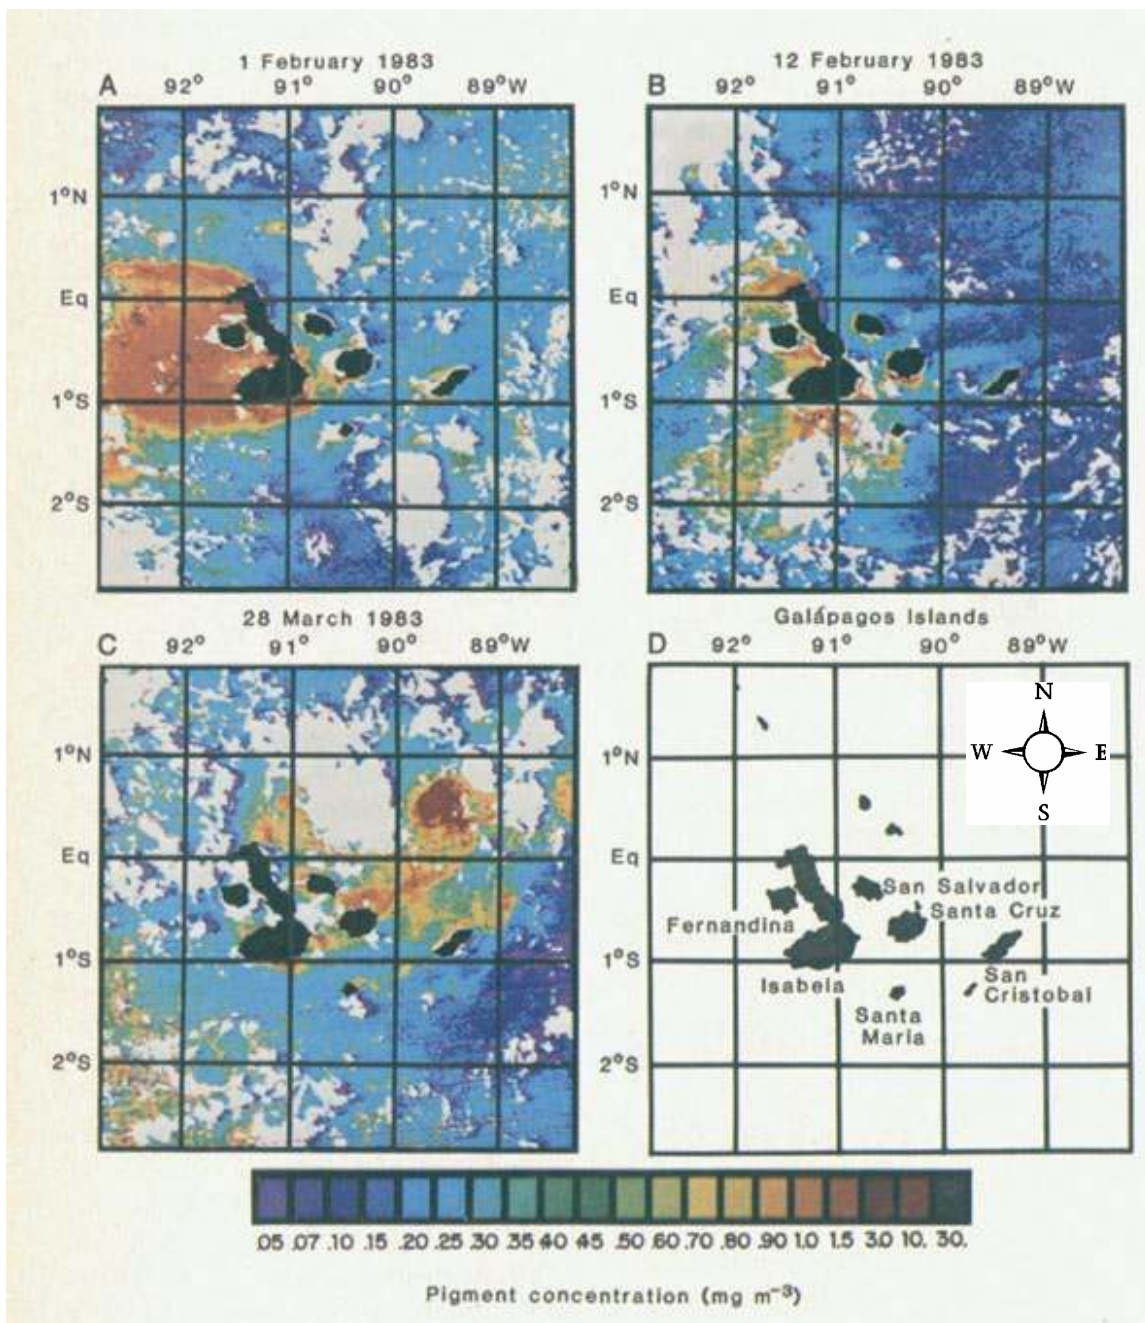 1 February 1983
A 92° 91° 90° 89°W
1°N
Eq
1°S
2°S
12 February 1983
B 92° 91° 90° 89°W
1°N
Eq
1°S
2°S
28 March 1983
C 92° 91° 90° 89°W
1°N
Eq
1°S
2°S
Galápagos Islands
D 92° 91° 90° 89°W
N
W E
S
1°N
Eq
San Salvador
Santa Cruz
Fernandina
1°S
San
Cristobal
Isabela
Santa
Maria
2°S
.05 .07 .10 .15 .20 .25 .30 .35 .40 .45 .50 .60 .70 .80 .90 1.0 1.5 3.0 10. 30.
Pigment concentration (mg m⁻³)